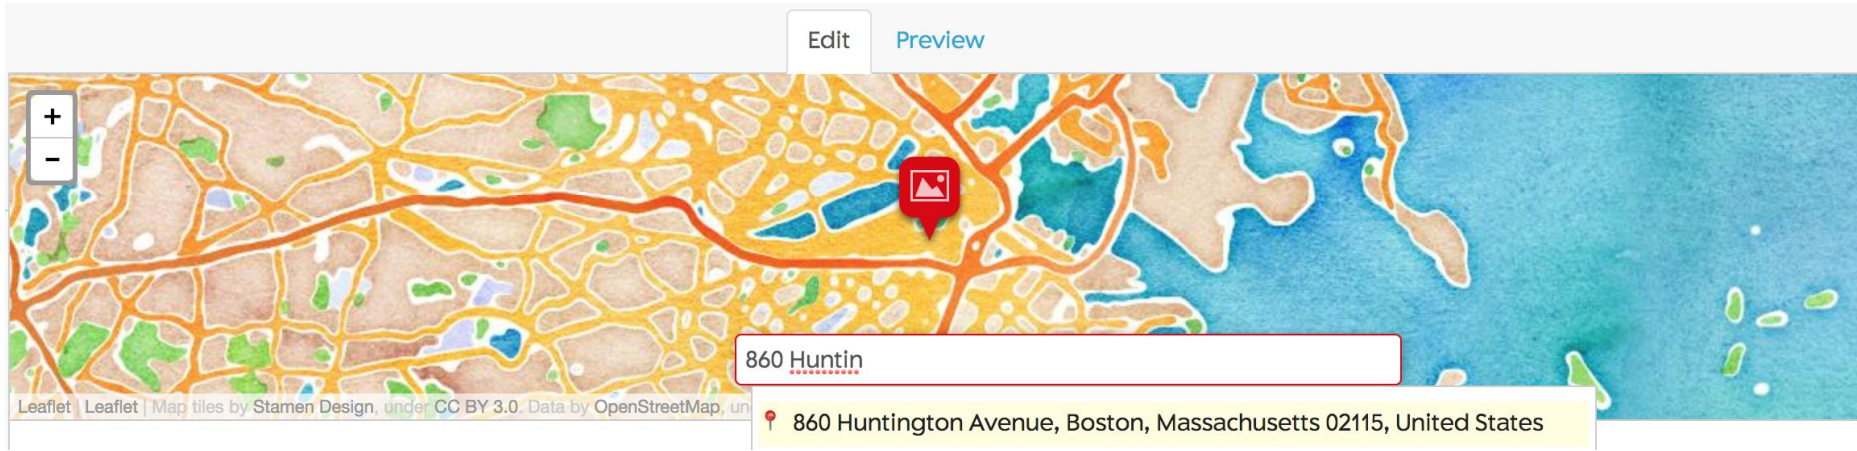 Edit Preview
+
-
860 Huntin
Leaflet | Leaflet | Map tiles by Stamen Design, under CC BY 3.0. Data by OpenStreetMap, un
860 Huntington Avenue, Boston, Massachusetts 02115, United States